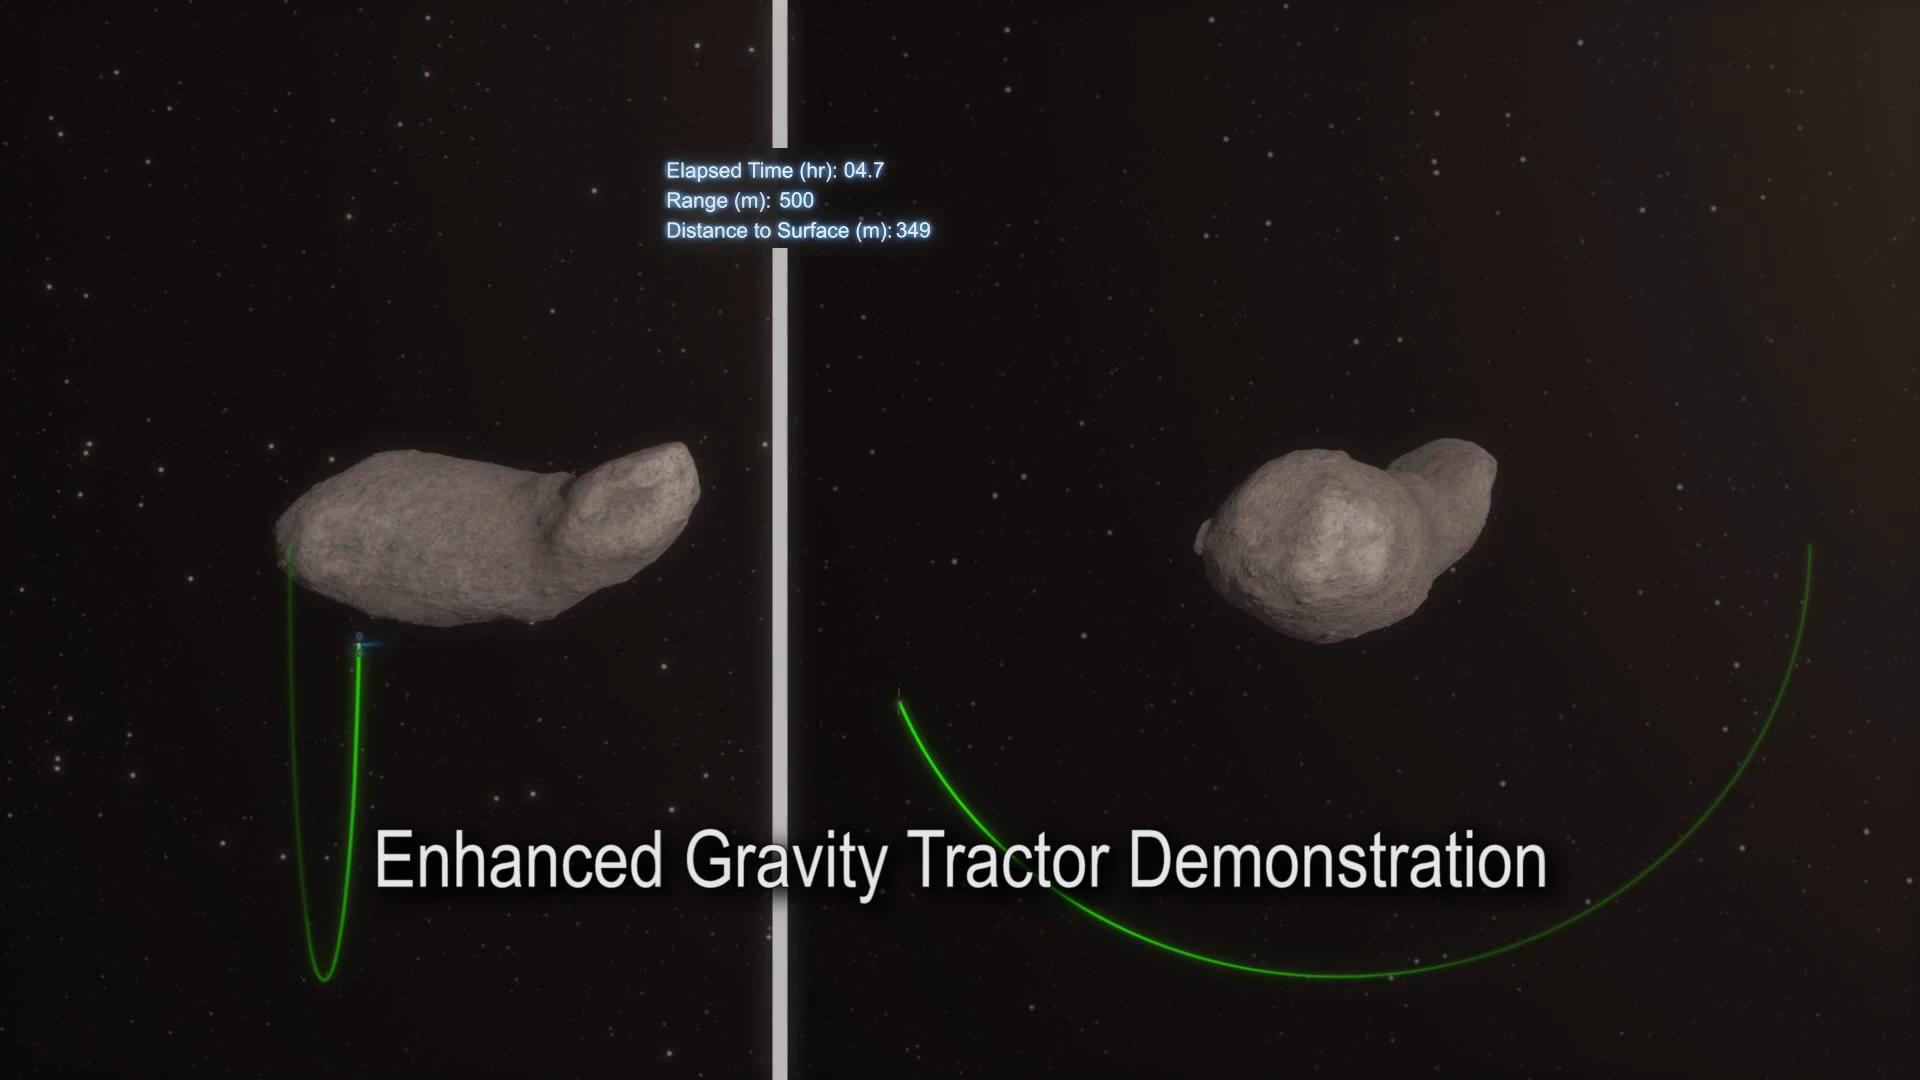 Elapsed Time (hr): 04.7
Range (m): 500
Distance to Surface (m): 349
Enhanced Gravity Tractor Demonstration